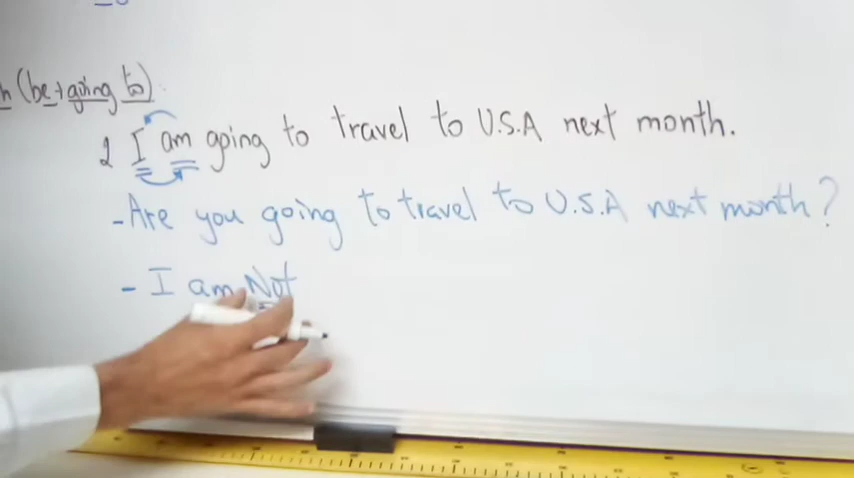 (be + going to)
2 I am going to travel to U.S.A next month.
- Are you going to travel to U.S.A next month?
- I am Not